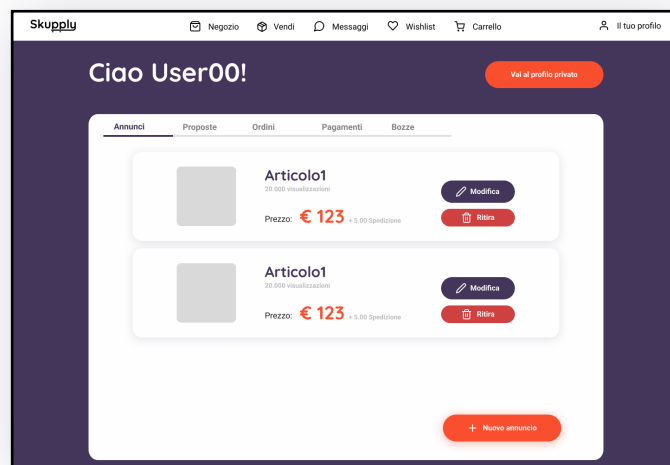 Skupply
Negozio Vendi Messaggi Wishlist Carrello Il tuo profilo
Ciao User00!
Vai al profilo privato
Annunci Proposte Ordini Pagamenti Bozze
Articolo1
20.000 visualizzazioni
Modifica
Prezzo: € 123 + 5.00 Spedizione
Ritira
Articolo1
20.000 visualizzazioni
Modifica
Prezzo: € 123 + 5.00 Spedizione
Ritira
+ Nuovo annuncio